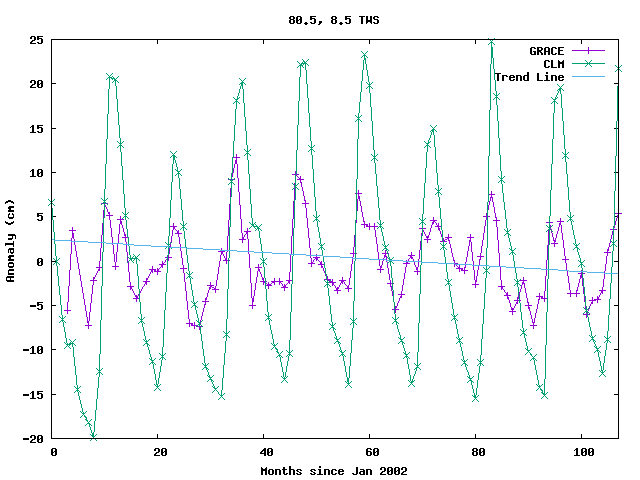 80.5, 8.5 TWS
GRACE
CLM
Trend Line
25
20
15
10
5
0
-5
-10
-15
-20
Anomaly (cm)
0 20 40 60 80 100
Months since Jan 2002